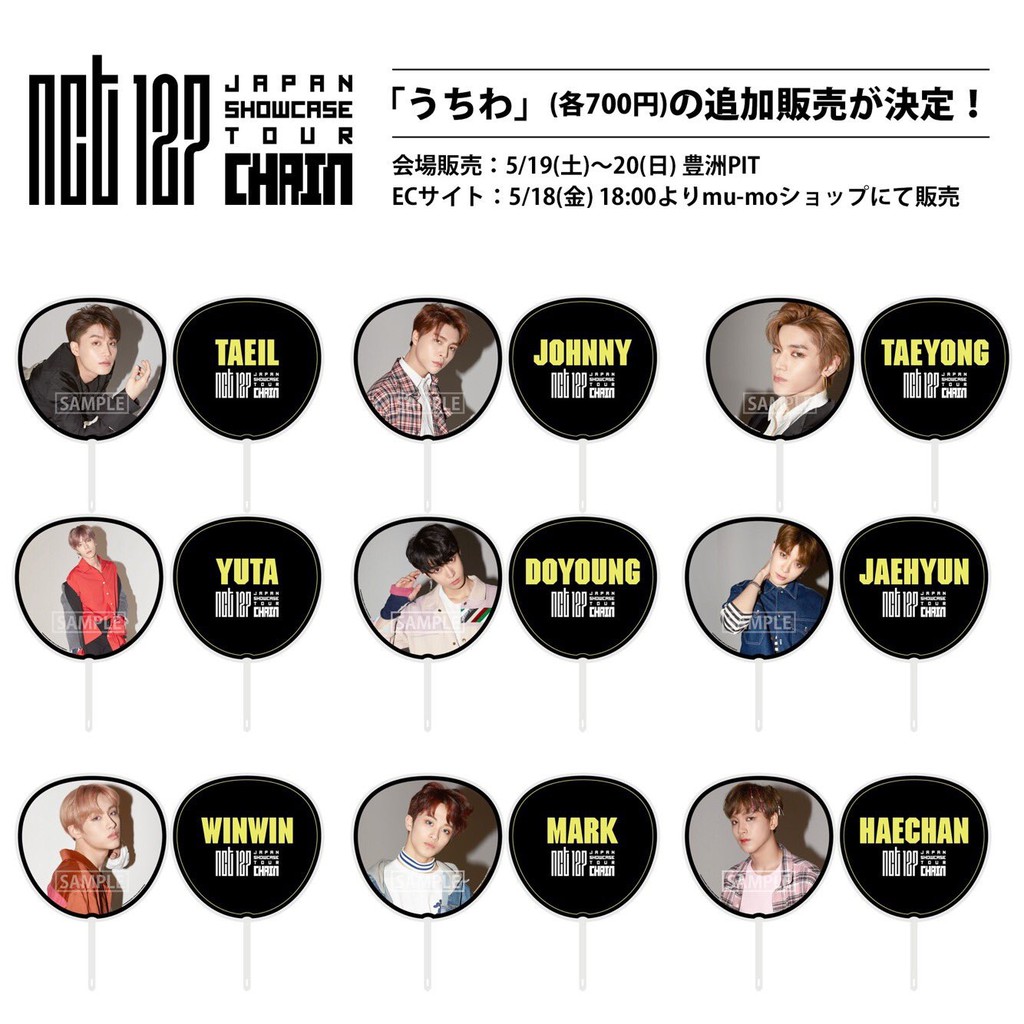 nct 127
JAPAN
SHOWCASE
TOUR
CHAIN
「うちわ」(各700円)の追加販売が決定！
会場販売：5/19(土)～20(日) 豊洲PIT
ECサイト：5/18(金) 18:00よりmu-moショップにて販売
SAMPLE
TAEIL
nct 127 JAPAN SHOWCASE TOUR CHAIN
SAMPLE
JOHNNY
nct 127 JAPAN SHOWCASE TOUR CHAIN
SAMPLE
TAEYONG
nct 127 JAPAN SHOWCASE TOUR CHAIN
SAMPLE
YUTA
nct 127 JAPAN SHOWCASE TOUR CHAIN
SAMPLE
DOYOUNG
nct 127 JAPAN SHOWCASE TOUR CHAIN
SAMPLE
JAEHYUN
nct 127 JAPAN SHOWCASE TOUR CHAIN
SAMPLE
WINWIN
nct 127 JAPAN SHOWCASE TOUR CHAIN
SAMPLE
MARK
nct 127 JAPAN SHOWCASE TOUR CHAIN
SAMPLE
HAECHAN
nct 127 JAPAN SHOWCASE TOUR CHAIN